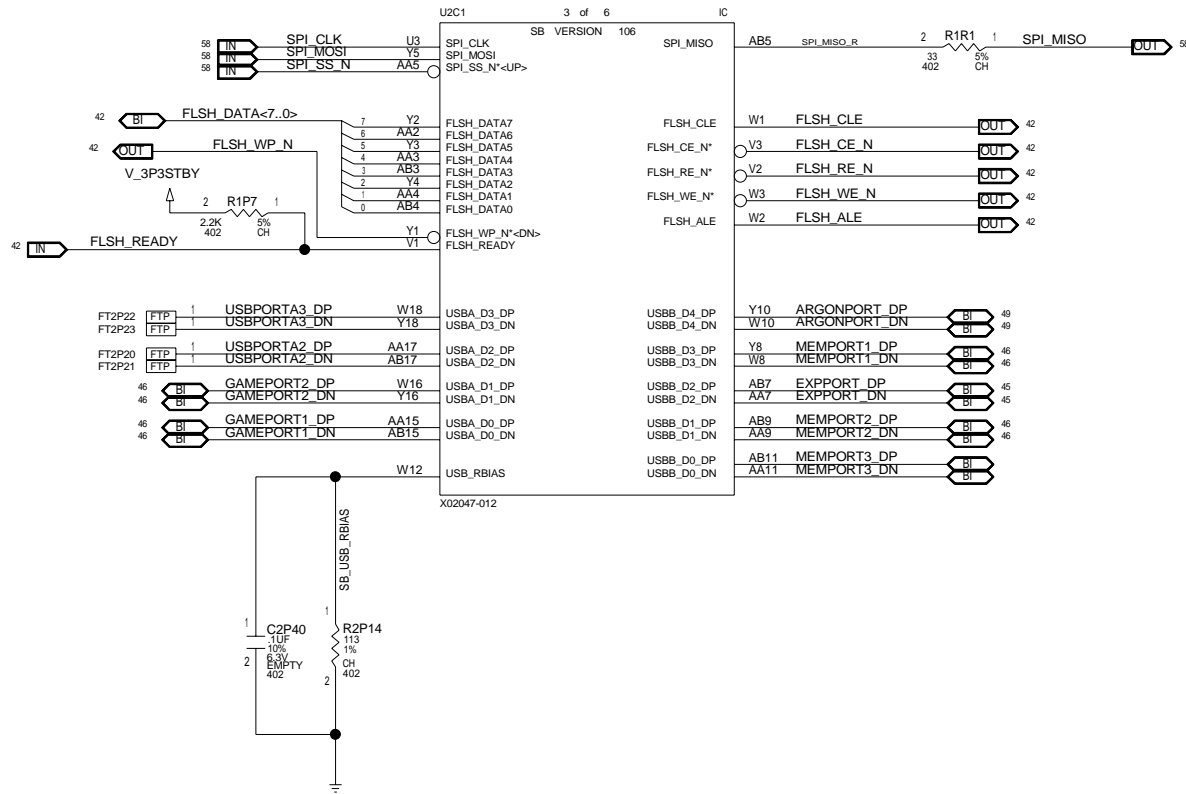 U2C1 3 of 6 IC
SB VERSION 106
58 IN SPI_CLK U3 SPI_CLK
58 IN SPI_MOSI Y5 SPI_MOSI
58 IN SPI_SS_N AA5 SPI_SS_N*<UP>
SPI_MISO AB5 SPI_MISO_R 2 R1R1 1 SPI_MISO OUT 58
33 5%
402 CH
42 BI FLSH_DATA<7..0>
7 Y2 FLSH_DATA7
6 AA2 FLSH_DATA6
5 Y3 FLSH_DATA5
4 AA3 FLSH_DATA4
3 AB3 FLSH_DATA3
2 Y4 FLSH_DATA2
1 AA4 FLSH_DATA1
0 AB4 FLSH_DATA0
42 OUT FLSH_WP_N
Y1 FLSH_WP_N*<DN>
V_3P3STBY
2 R1P7 1
2.2K 5%
402 CH
42 IN FLSH_READY V1 FLSH_READY
FLSH_CLE W1 FLSH_CLE OUT 42
FLSH_CE_N* V3 FLSH_CE_N OUT 42
FLSH_RE_N* V2 FLSH_RE_N OUT 42
FLSH_WE_N* W3 FLSH_WE_N OUT 42
FLSH_ALE W2 FLSH_ALE OUT 42
FT2P22 FTP 1 USBPORTA3_DP W18 USBA_D3_DP
FT2P23 FTP 1 USBPORTA3_DN Y18 USBA_D3_DN
FT2P20 FTP 1 USBPORTA2_DP AA17 USBA_D2_DP
FT2P21 FTP 1 USBPORTA2_DN AB17 USBA_D2_DN
46 BI GAMEPORT2_DP W16 USBA_D1_DP
46 BI GAMEPORT2_DN Y16 USBA_D1_DN
46 BI GAMEPORT1_DP AA15 USBA_D0_DP
46 BI GAMEPORT1_DN AB15 USBA_D0_DN
W12 USB_RBIAS
USBB_D4_DP Y10 ARGONPORT_DP BI 49
USBB_D4_DN W10 ARGONPORT_DN BI 49
USBB_D3_DP Y8 MEMPORT1_DP BI 46
USBB_D3_DN W8 MEMPORT1_DN BI 46
USBB_D2_DP AB7 EXPPORT_DP BI 45
USBB_D2_DN AA7 EXPPORT_DN BI 45
USBB_D1_DP AB9 MEMPORT2_DP BI 46
USBB_D1_DN AA9 MEMPORT2_DN BI 46
USBB_D0_DP AB11 MEMPORT3_DP BI
USBB_D0_DN AA11 MEMPORT3_DN BI
X02047-012
SB_USB_RBIAS
1 C2P40
.1UF
10%
6.3V
2 EMPTY
402
1 R2P14
113
1%
CH
2 402